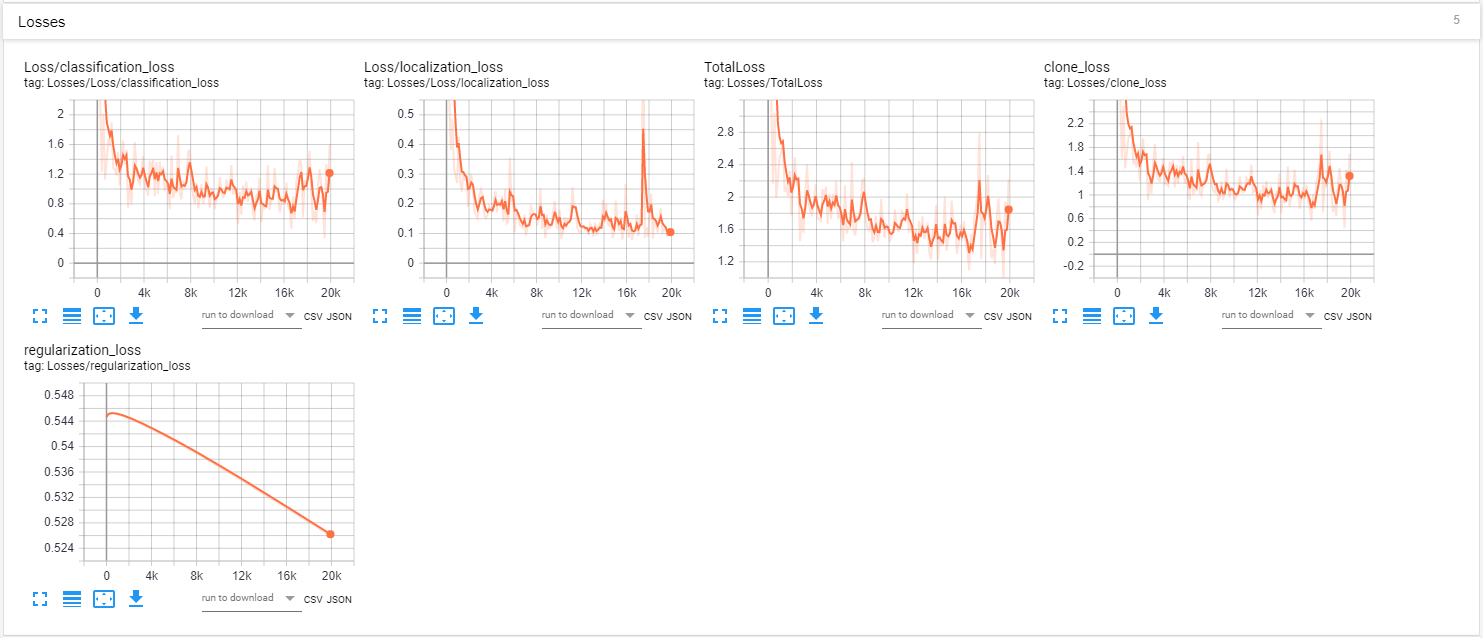 Losses
5
Loss/classification_loss
tag: Losses/Loss/classification_loss
2
1.6
1.2
0.8
0.4
0
0 4k 8k 12k 16k 20k
run to download CSV JSON
Loss/localization_loss
tag: Losses/Loss/localization_loss
0.5
0.4
0.3
0.2
0.1
0
0 4k 8k 12k 16k 20k
run to download CSV JSON
TotalLoss
tag: Losses/TotalLoss
2.8
2.4
2
1.6
1.2
0 4k 8k 12k 16k 20k
run to download CSV JSON
clone_loss
tag: Losses/clone_loss
2.2
1.8
1.4
1
0.6
0.2
-0.2
0 4k 8k 12k 16k 20k
run to download CSV JSON
regularization_loss
tag: Losses/regularization_loss
0.548
0.544
0.54
0.536
0.532
0.528
0.524
0 4k 8k 12k 16k 20k
run to download CSV JSON